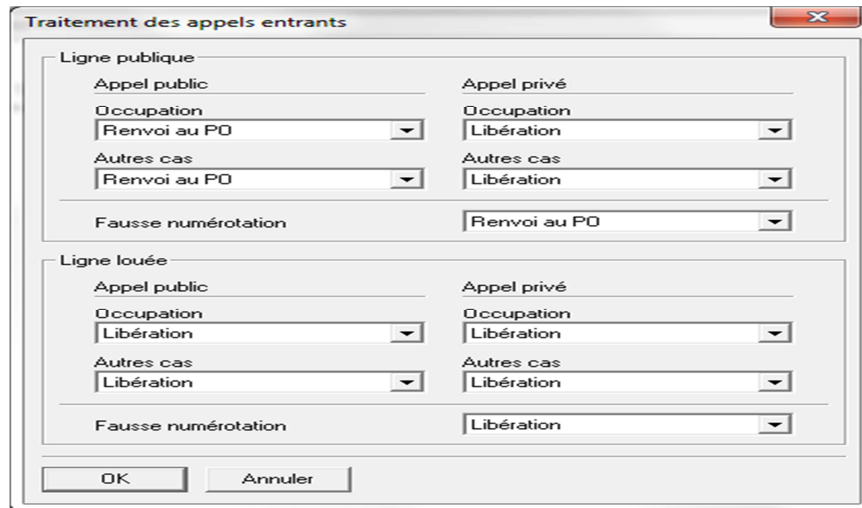 Traitement des appels entrants
Ligne publique
Appel public Appel privé
Occupation Occupation
Renvoi au PO Libération
Autres cas Autres cas
Renvoi au PO Libération
Fausse numérotation Renvoi au PO
Ligne louée
Appel public Appel privé
Occupation Occupation
Libération Libération
Autres cas Autres cas
Libération Libération
Fausse numérotation Libération
OK Annuler